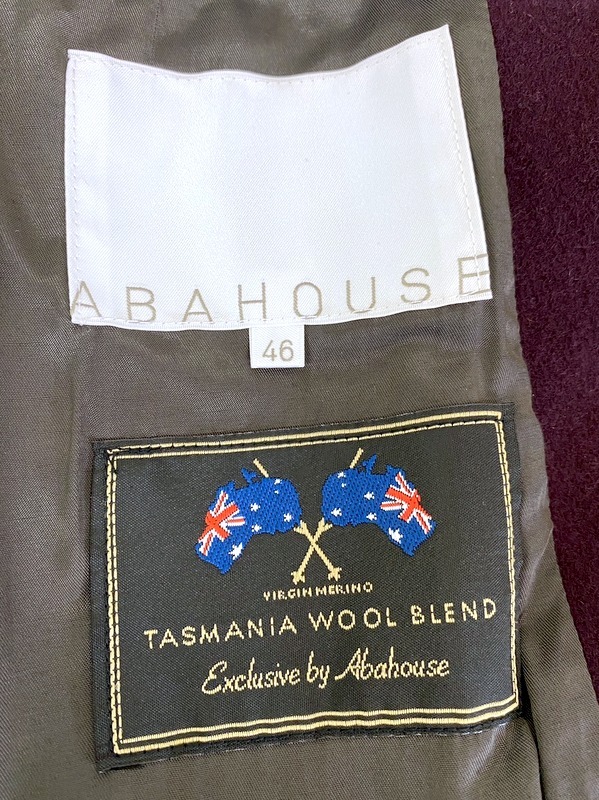 ABAHOUSE
46
VIRGIN MERINO
TASMANIA WOOL BLEND
Exclusive by Abahouse